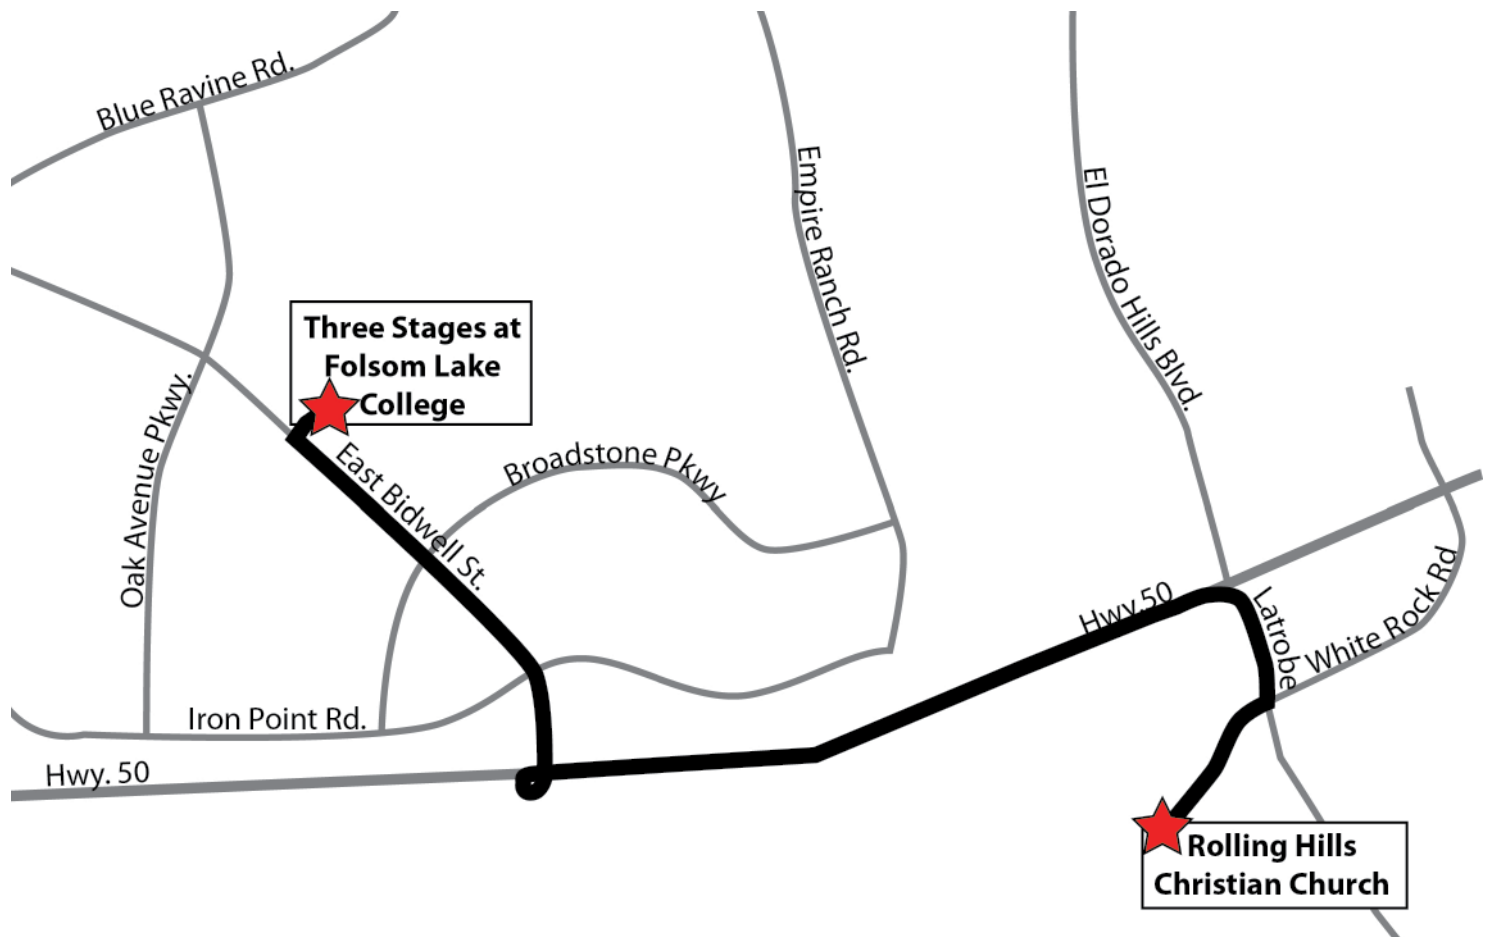 Blue Ravine Rd.
Empire Ranch Rd.
El Dorado Hills Blvd.
Three Stages at
Folsom Lake
College
Oak Avenue Pkwy.
East Bidwell St.
Broadstone Pkwy
Hwy.50
Latrobe
White Rock Rd
Iron Point Rd.
Hwy. 50
Rolling Hills
Christian Church